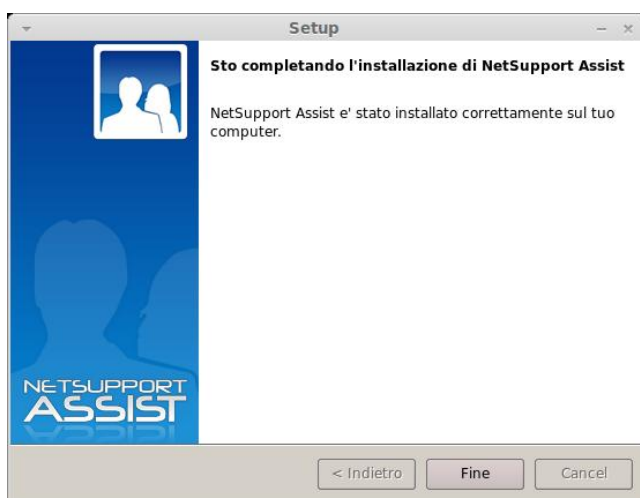 Setup
Sto completando l'installazione di NetSupport Assist
NetSupport Assist e' stato installato correttamente sul tuo
computer.
NETSUPPORT
ASSIST
< Indietro
Fine
Cancel